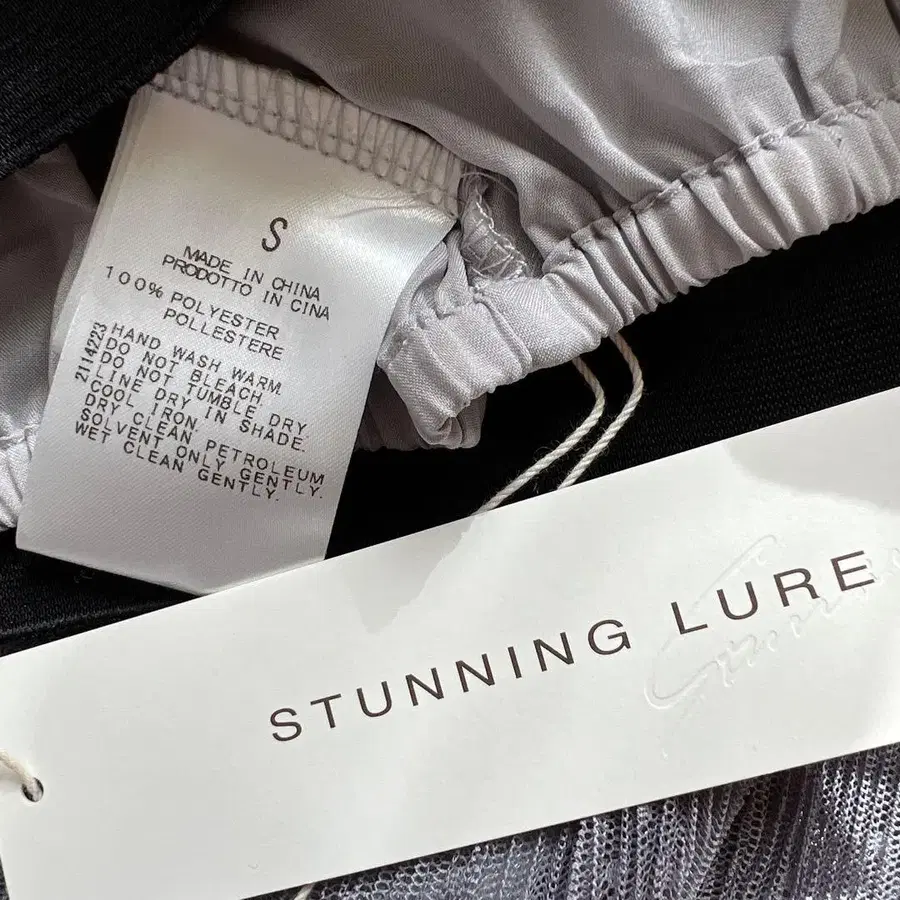 S
MADE IN CHINA
PRODOTTO IN CINA
100% POLYESTER
POLLESTERE
2114223
HAND WASH WARM.
DO NOT BLEACH.
DO NOT TUMBLE DRY.
LINE DRY IN SHADE.
COOL IRON.
DRY CLEAN, PETROLEUM
SOLVENT ONLY GENTLY.
WET CLEAN GENTLY.
STUNNING LURE